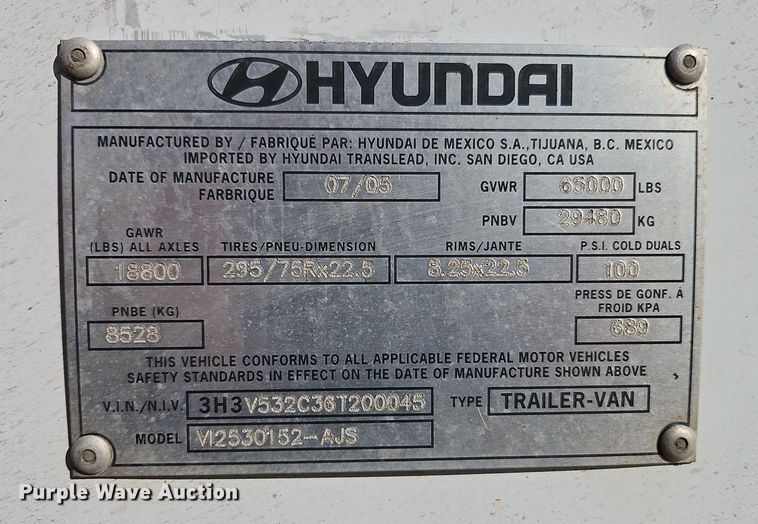 HYUNDAI
MANUFACTURED BY / FABRIQUÉ PAR: HYUNDAI DE MEXICO S.A., TIJUANA, B.C. MEXICO
IMPORTED BY HYUNDAI TRANSLEAD, INC. SAN DIEGO, CA USA
DATE OF MANUFACTURE 07/05 GVWR 65000 LBS
FARBRIQUE
PNBV 29480 KG
GAWR
(LBS) ALL AXLES TIRES/PNEU-DIMENSION RIMS/JANTE P.S.I. COLD DUALS
18800 295/75Rx22.5 8.25x22.5 100
PNBE (KG) PRESS DE GONF. À
FROID KPA
8528 689
THIS VEHICLE CONFORMS TO ALL APPLICABLE FEDERAL MOTOR VEHICLES
SAFETY STANDARDS IN EFFECT ON THE DATE OF MANUFACTURE SHOWN ABOVE
V.I.N./N.I.V. 3H3V532C36T200045 TYPE TRAILER-VAN
MODEL VI2530152-AJS
Purple Wave Auction